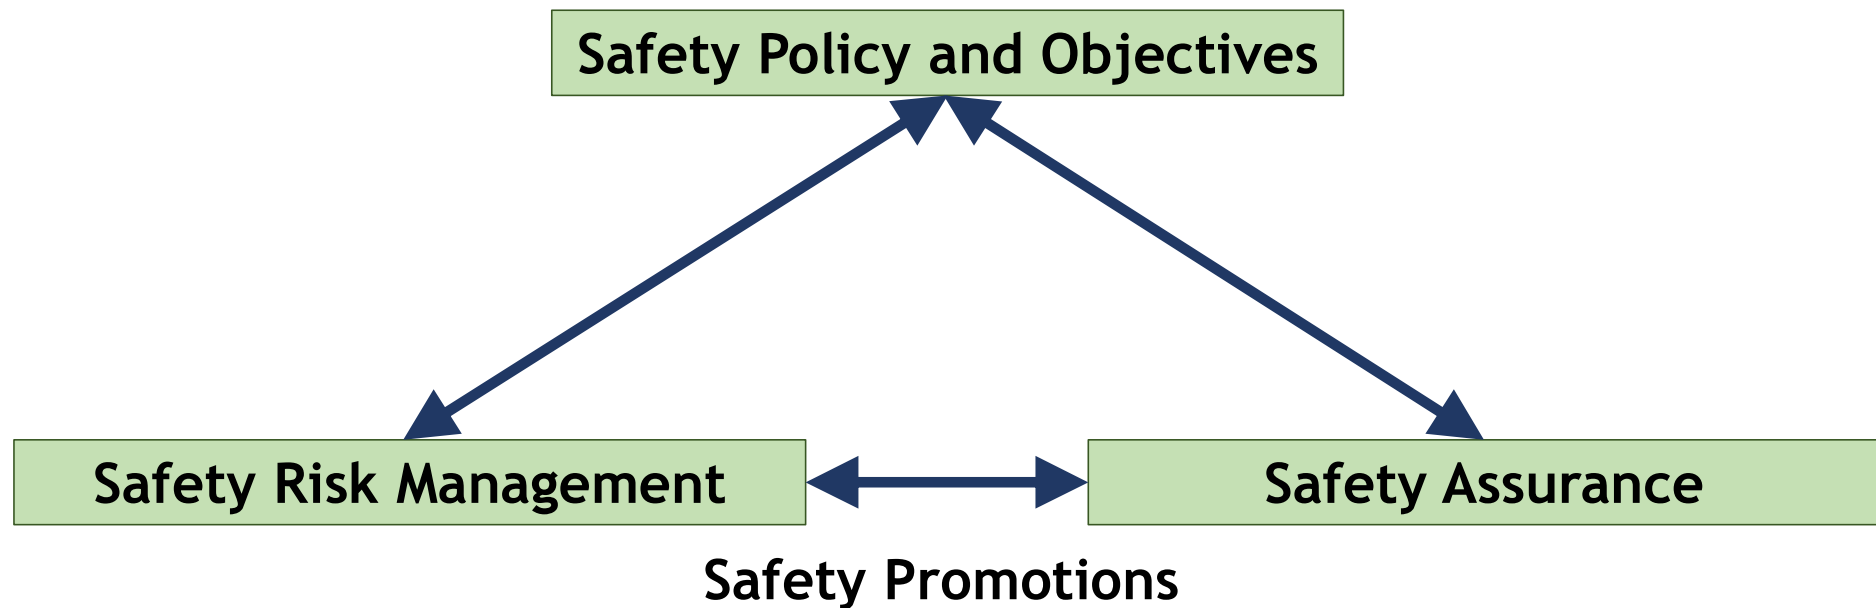 Safety Policy and Objectives
Safety Risk Management
Safety Assurance
Safety Promotions